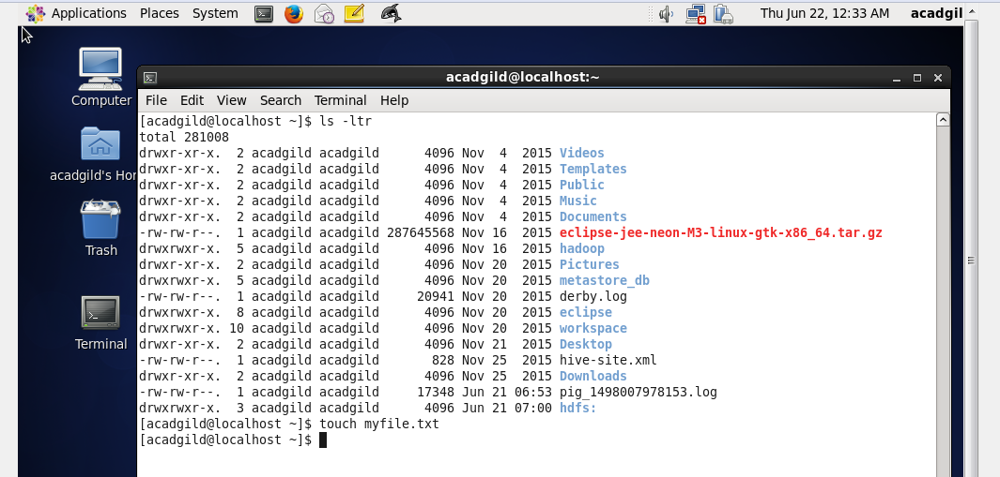 Applications Places System Thu Jun 22, 12:33 AM acadgil
Computer
acadgild's Hor
Trash
Terminal
acadgild@localhost:~
File Edit View Search Terminal Help
[acadgild@localhost ~]$ ls -ltr
total 281008
drwxr-xr-x.  2 acadgild acadgild      4096 Nov  4  2015 Videos
drwxr-xr-x.  2 acadgild acadgild      4096 Nov  4  2015 Templates
drwxr-xr-x.  2 acadgild acadgild      4096 Nov  4  2015 Public
drwxr-xr-x.  2 acadgild acadgild      4096 Nov  4  2015 Music
drwxr-xr-x.  2 acadgild acadgild      4096 Nov  4  2015 Documents
-rw-rw-r--.  1 acadgild acadgild 287645568 Nov 16  2015 eclipse-jee-neon-M3-linux-gtk-x86_64.tar.gz
drwxrwxr-x.  5 acadgild acadgild      4096 Nov 16  2015 hadoop
drwxr-xr-x.  2 acadgild acadgild      4096 Nov 20  2015 Pictures
drwxrwxr-x.  5 acadgild acadgild      4096 Nov 20  2015 metastore_db
-rw-rw-r--.  1 acadgild acadgild     20941 Nov 20  2015 derby.log
drwxrwxr-x.  8 acadgild acadgild      4096 Nov 20  2015 eclipse
drwxrwxr-x. 10 acadgild acadgild      4096 Nov 20  2015 workspace
drwxr-xr-x.  2 acadgild acadgild      4096 Nov 21  2015 Desktop
-rw-rw-r--.  1 acadgild acadgild       828 Nov 25  2015 hive-site.xml
drwxr-xr-x.  2 acadgild acadgild      4096 Nov 25  2015 Downloads
-rw-rw-r--.  1 acadgild acadgild     17348 Jun 21 06:53 pig_1498007978153.log
drwxrwxr-x.  3 acadgild acadgild      4096 Jun 21 07:00 hdfs:
[acadgild@localhost ~]$ touch myfile.txt
[acadgild@localhost ~]$